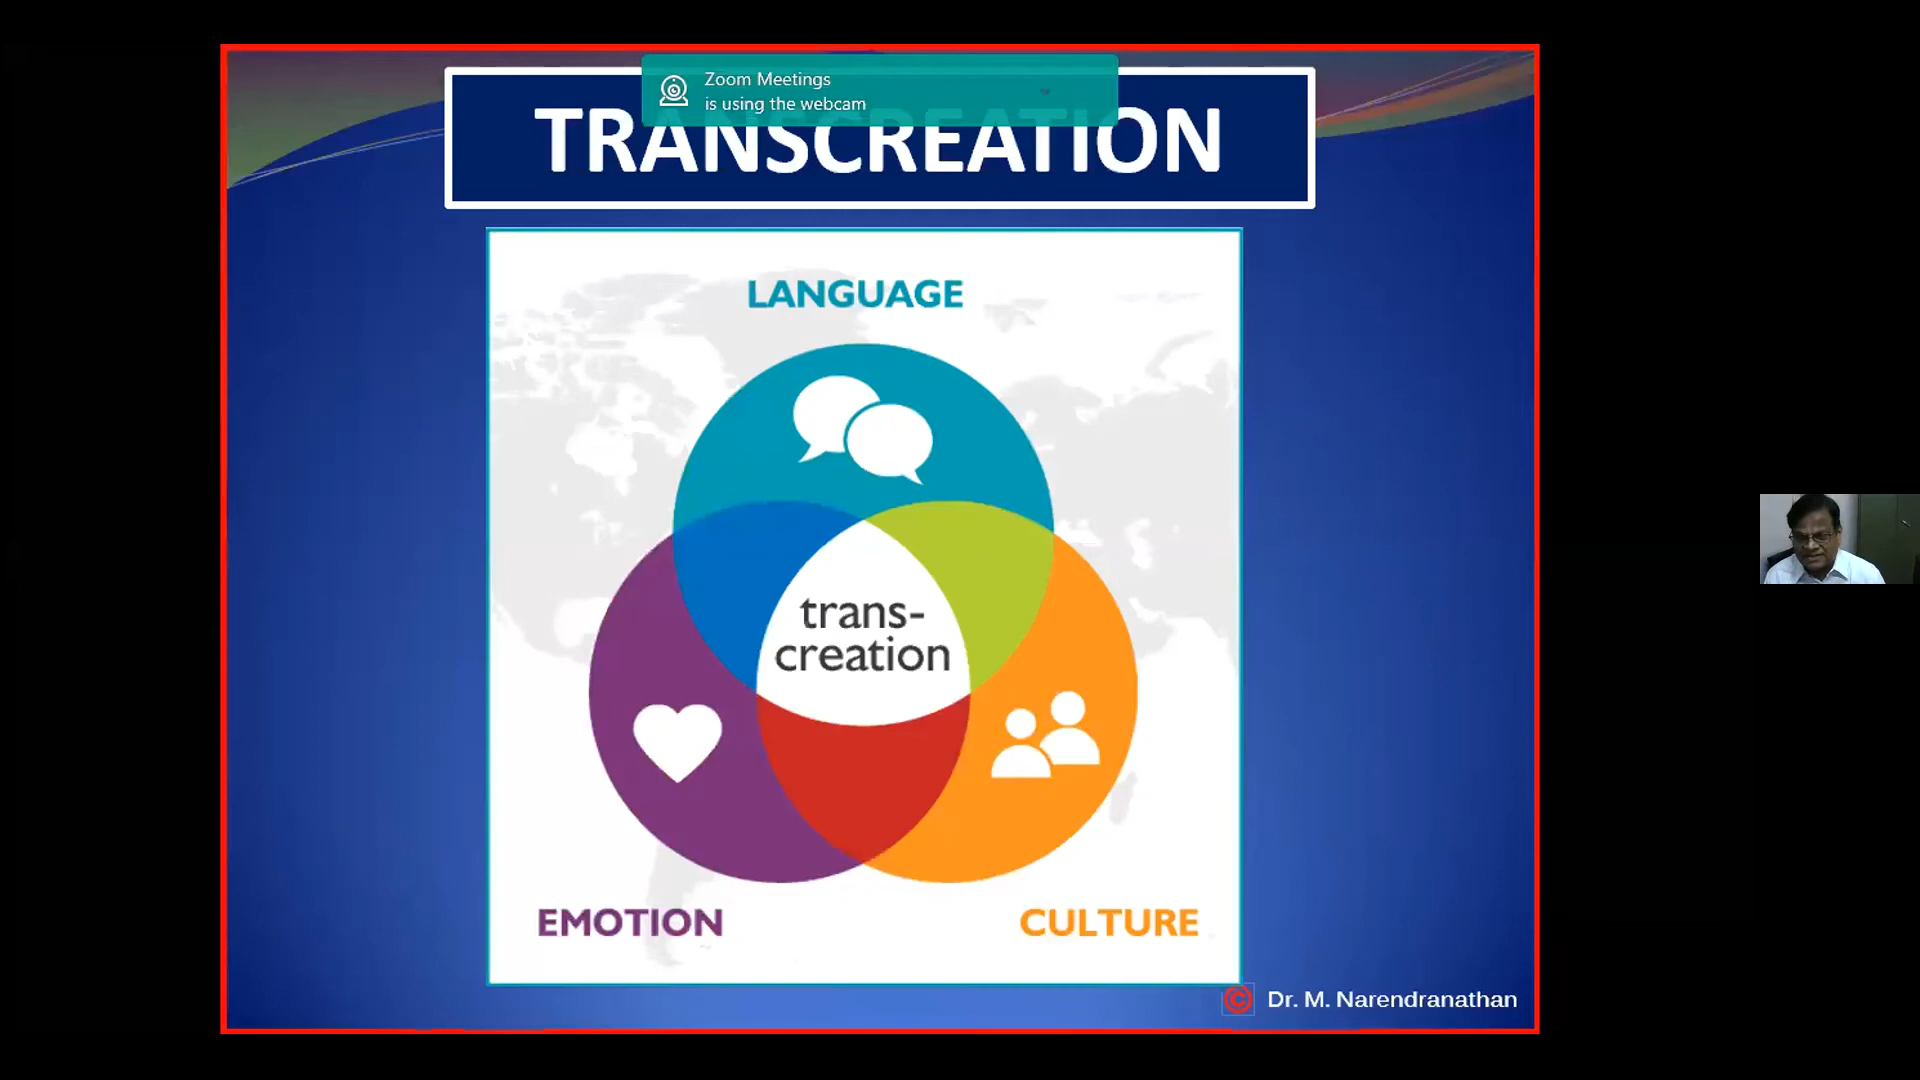 Zoom Meetings
is using the webcam
TRANSCREATION
LANGUAGE
trans-
creation
EMOTION
CULTURE
© Dr. M. Narendranathan